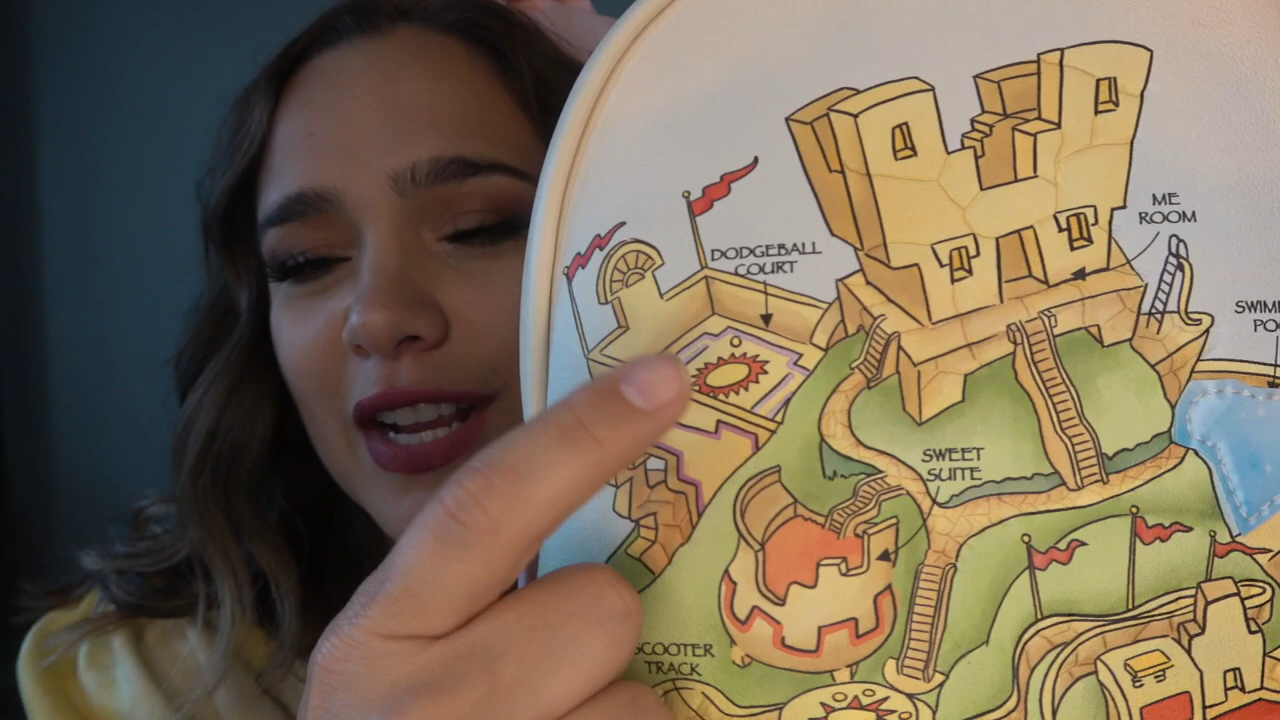 DODGEBALL
COURT
ME
ROOM
SWEET
SUITE
SCOOTER
TRACK